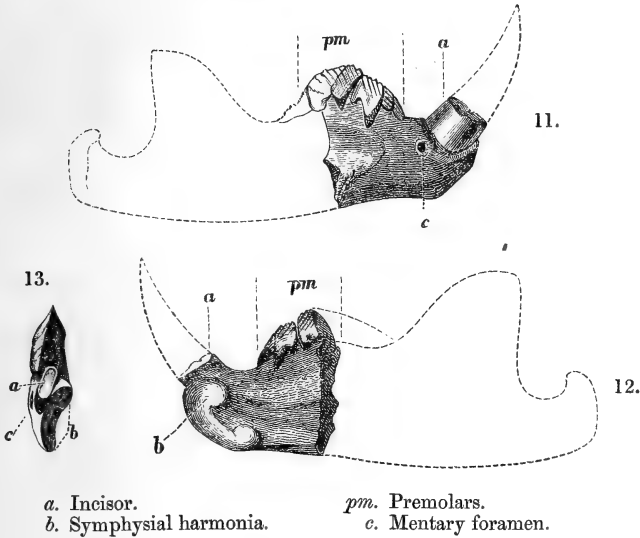 pm
a
11.
c
13.
a
pm
a
c
b
b
12.
a. Incisor.
pm. Premolars.
b. Symphysial harmonia.
c. Mentary foramen.